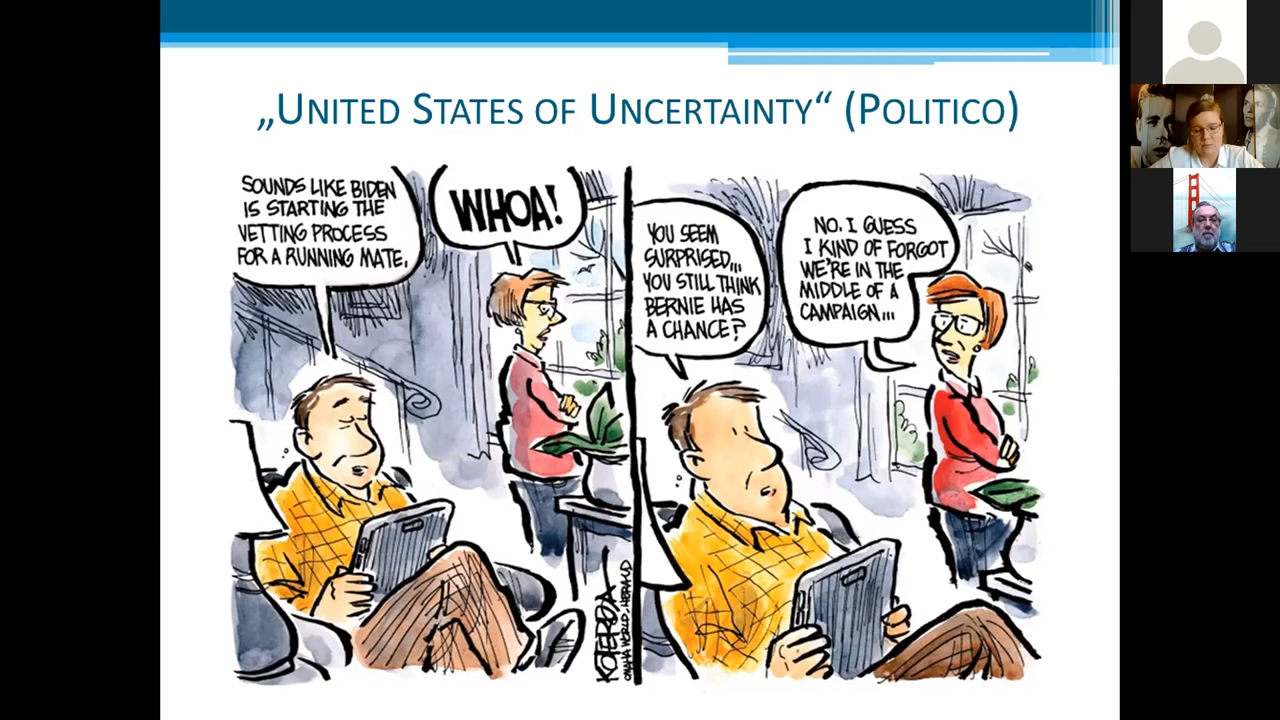 „UNITED STATES OF UNCERTAINTY“ (POLITICO)
SOUNDS LIKE BIDEN
IS STARTING THE
VETTING PROCESS
FOR A RUNNING MATE.
WHOA!
YOU SEEM
SURPRISED...
YOU STILL THINK
BERNIE HAS
A CHANCE?
NO. I GUESS
I KIND OF FORGOT
WE'RE IN THE
MIDDLE OF A
CAMPAIGN...
KOTERBA
OMAHA WORLD-HERALD